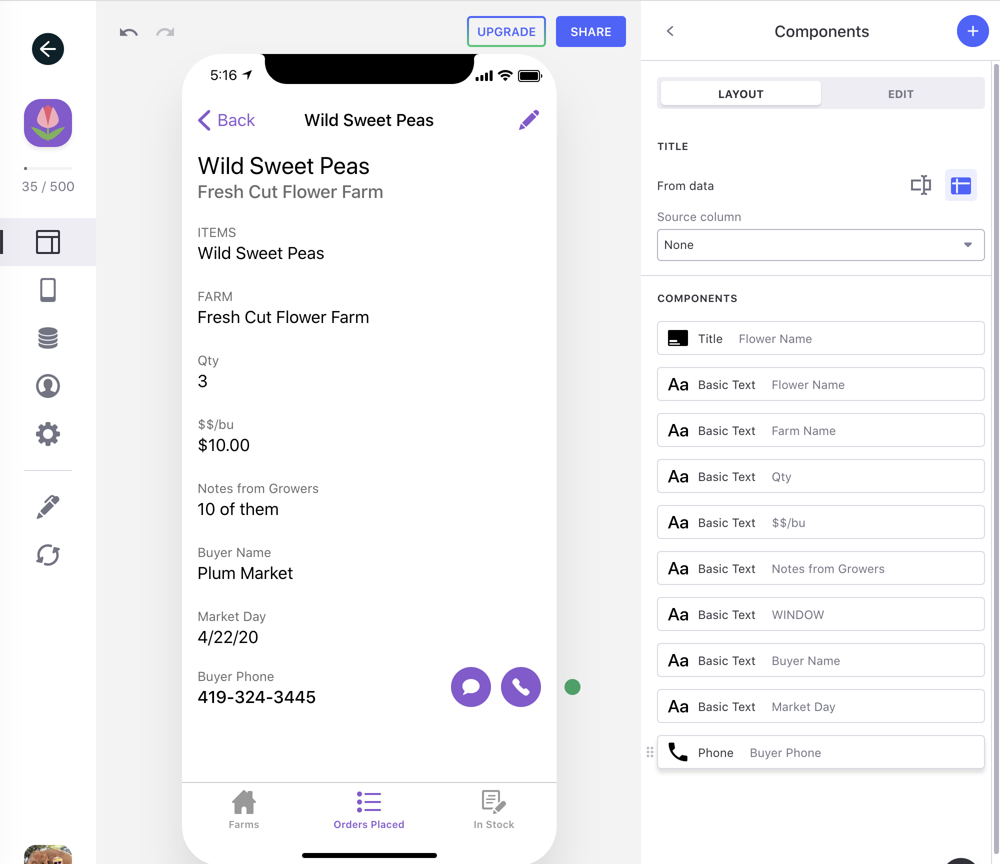 35 / 500
UPGRADE
SHARE
5:16
Back
Wild Sweet Peas
Wild Sweet Peas
Fresh Cut Flower Farm
ITEMS
Wild Sweet Peas
FARM
Fresh Cut Flower Farm
Qty
3
$$/bu
$10.00
Notes from Growers
10 of them
Buyer Name
Plum Market
Market Day
4/22/20
Buyer Phone
419-324-3445
Farms
Orders Placed
In Stock
Components
LAYOUT
EDIT
TITLE
From data
Source column
None
COMPONENTS
Title Flower Name
Aa Basic Text Flower Name
Aa Basic Text Farm Name
Aa Basic Text Qty
Aa Basic Text $$/bu
Aa Basic Text Notes from Growers
Aa Basic Text WINDOW
Aa Basic Text Buyer Name
Aa Basic Text Market Day
Phone Buyer Phone